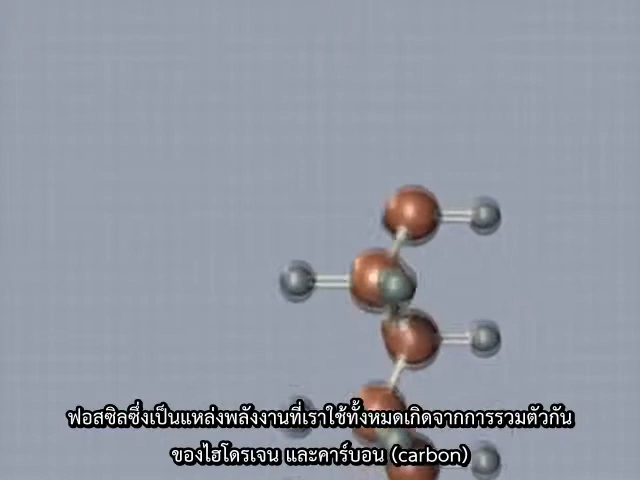 ฟอสซิลซึ่งเป็นแหล่งพลังงานที่เราใช้ทั้งหมดเกิดจากการรวมตัวกัน
ของไฮโดรเจน และคาร์บอน (carbon)